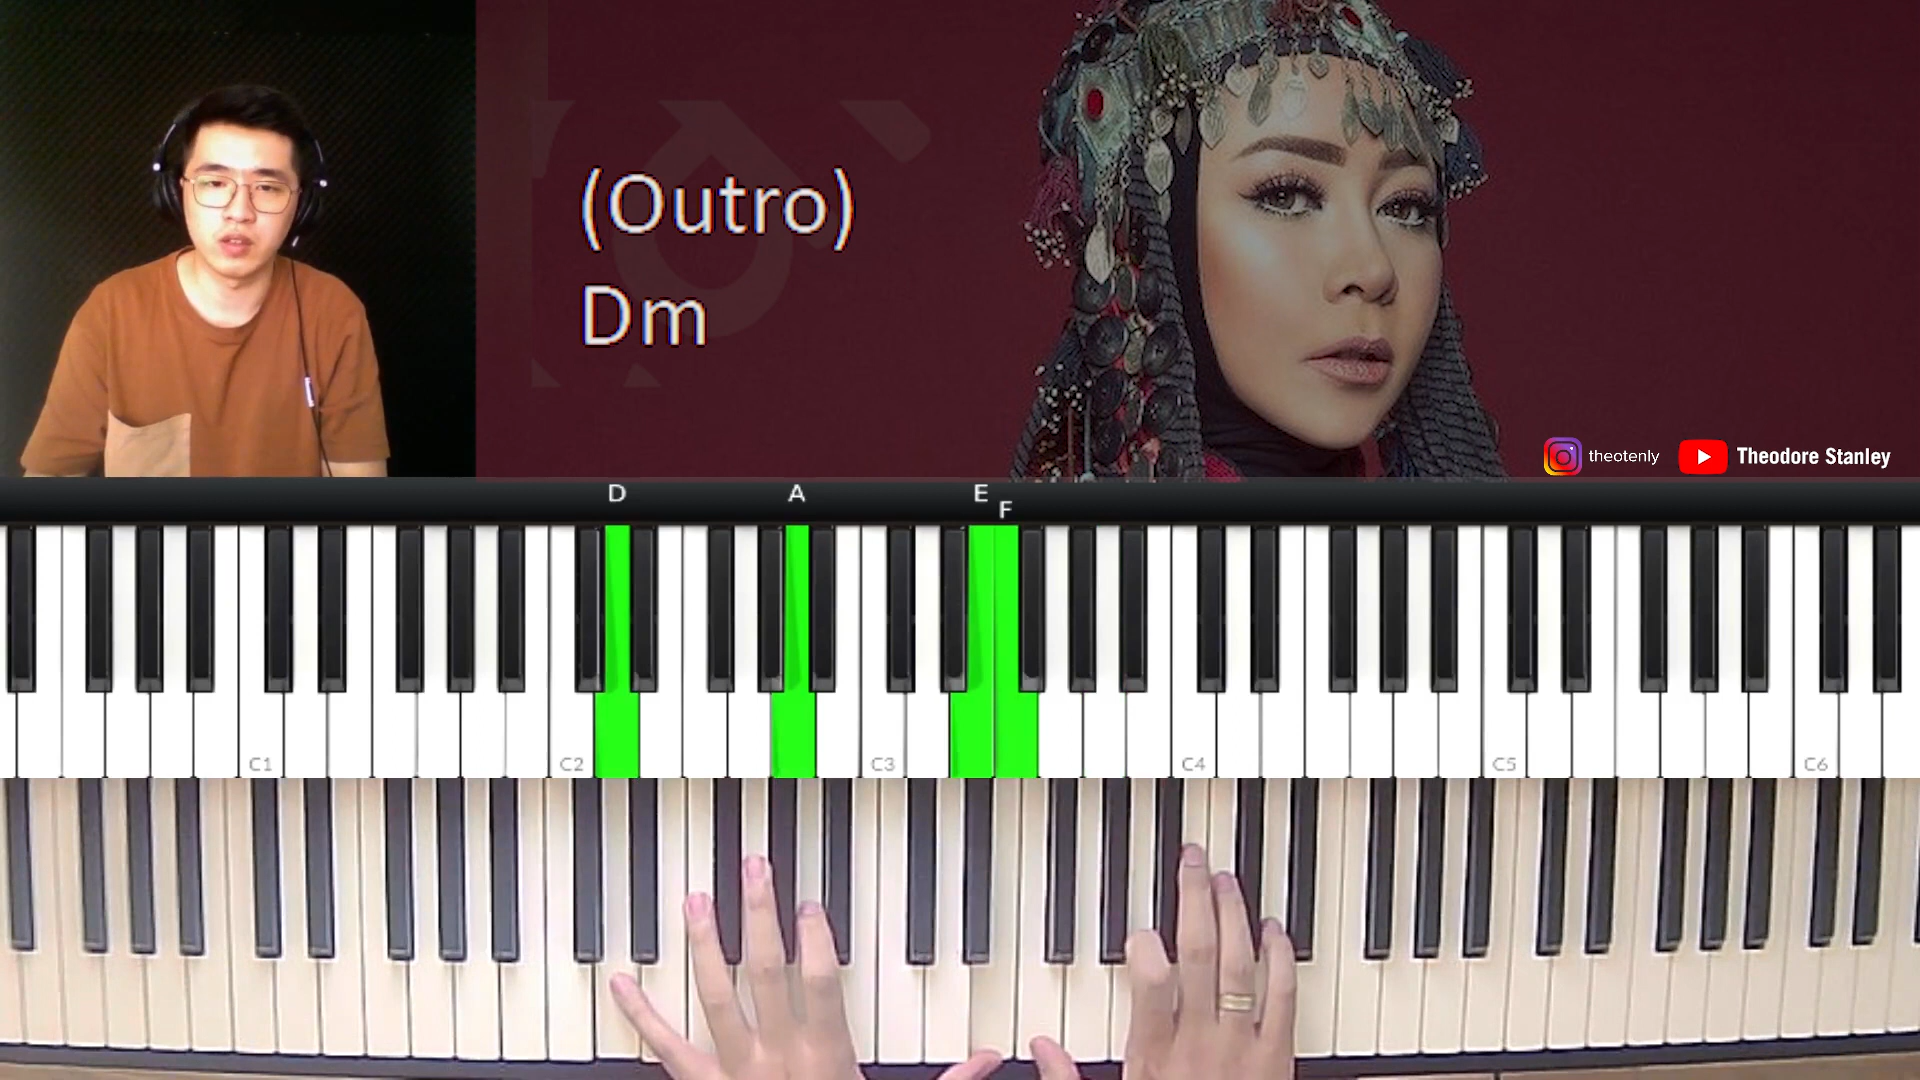 (Outro)
Dm
theotenly
Theodore Stanley
D
A
E
F
C1
C2
C3
C4
C5
C6